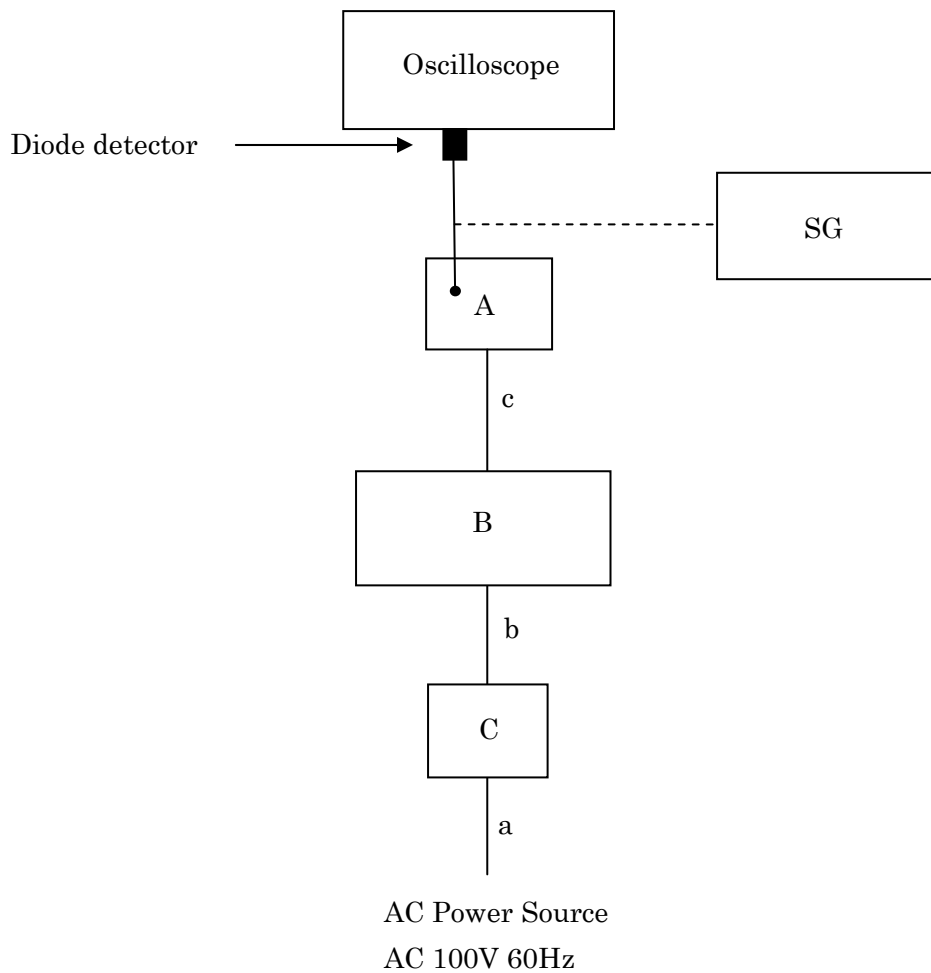 Oscilloscope
Diode detector
SG
A
c
B
b
C
a
AC Power Source
AC 100V 60Hz